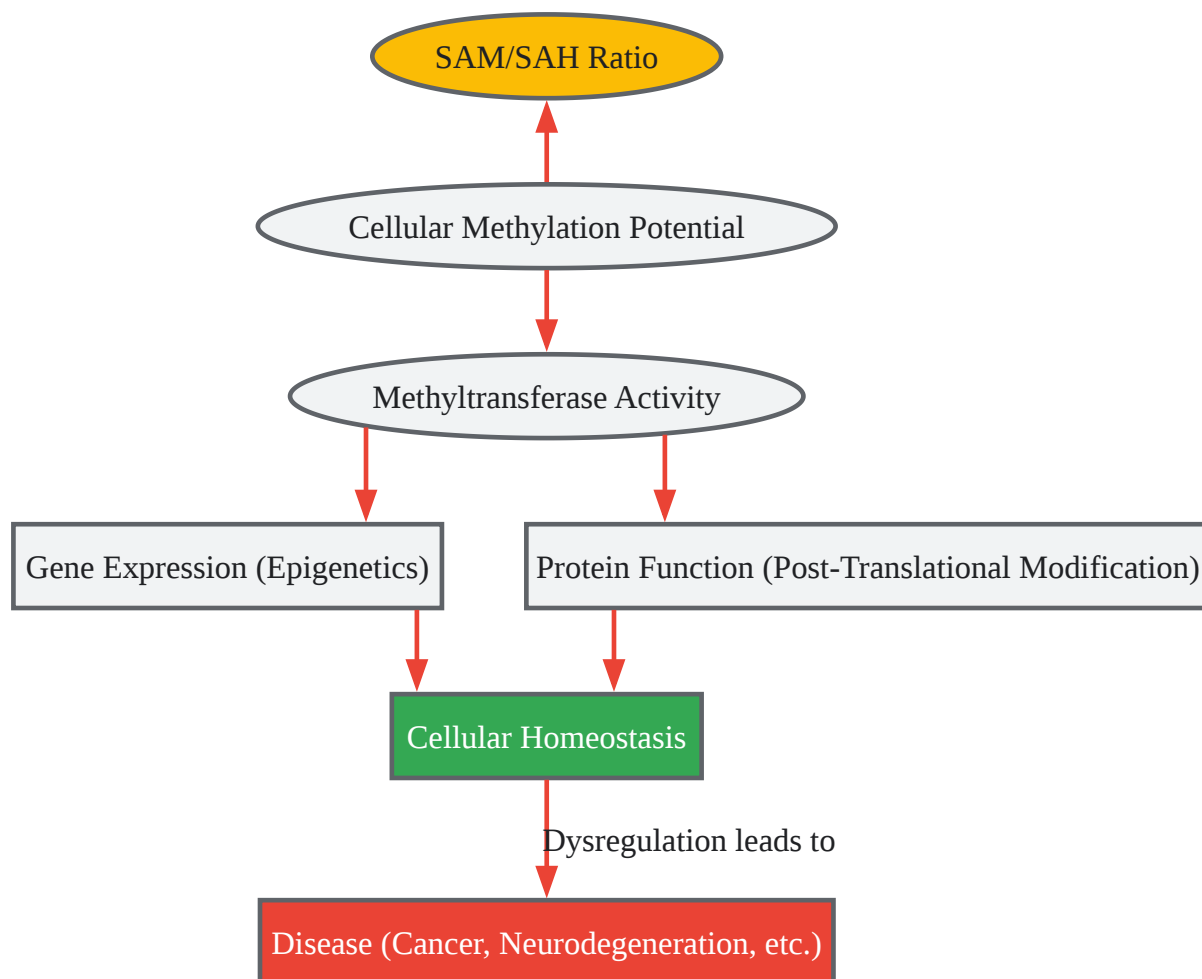 SAM/SAH Ratio
Cellular Methylation Potential
Methyltransferase Activity
Gene Expression (Epigenetics)
Protein Function (Post-Translational Modification)
Cellular Homeostasis
Dysregulation leads to
Disease (Cancer, Neurodegeneration, etc.)